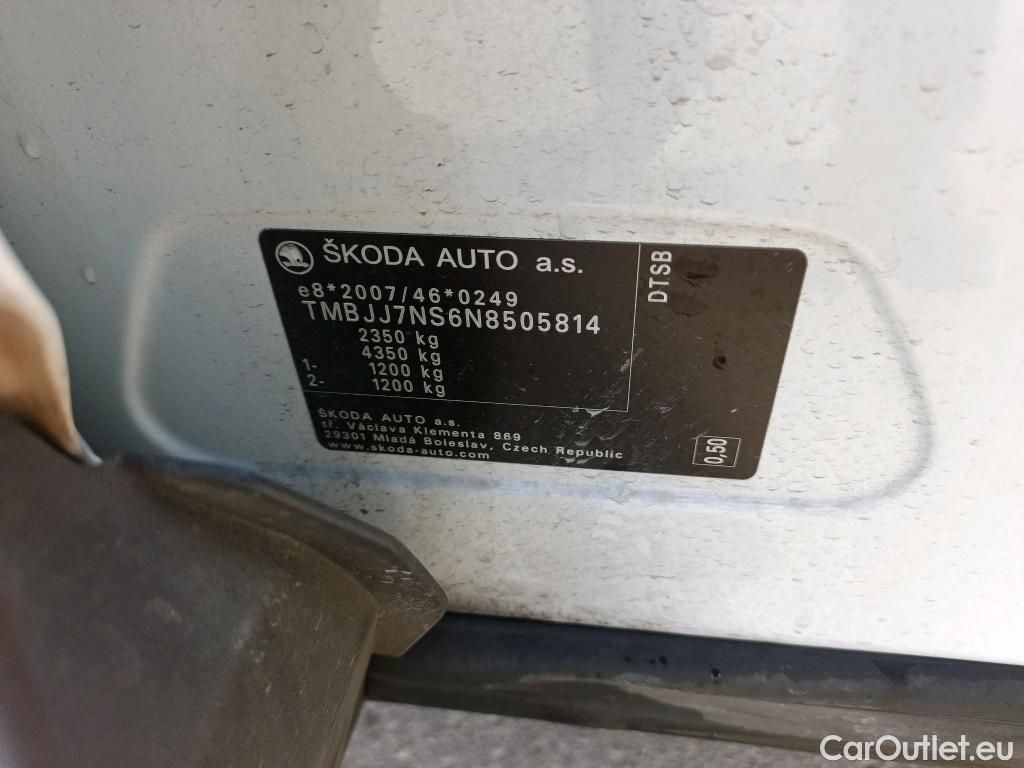 ŠKODA AUTO a.s.
e8*2007/46*0249
TMBJJ7NS6N8505814
2350 kg
4350 kg
1- 1200 kg
2- 1200 kg
DTSB
ŠKODA AUTO a.s.
tř. Václava Klementa 869
29301 Mladá Boleslav, Czech Republic
www.skoda-auto.com
0,50
CarOutlet.eu